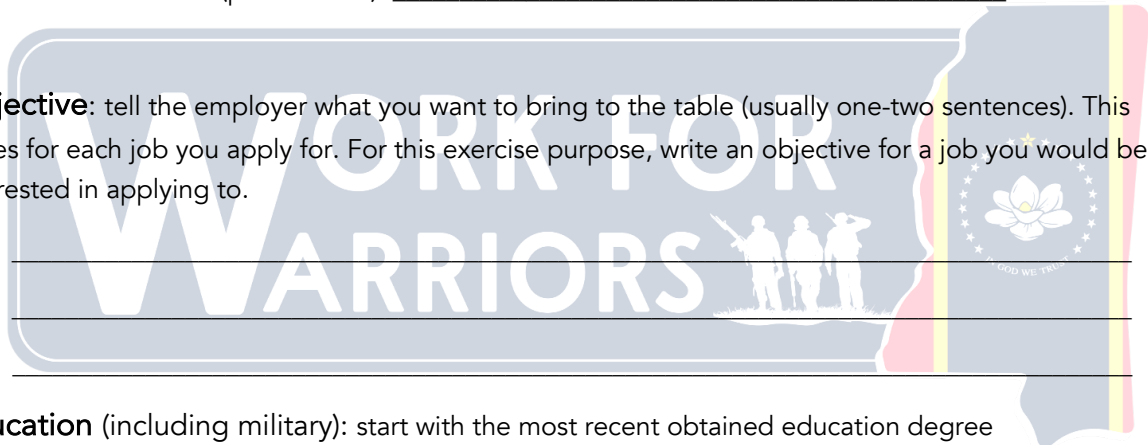 jective: tell the employer what you want to bring to the table (usually one-two sentences). This
es for each job you apply for. For this exercise purpose, write an objective for a job you would be
rested in applying to.
WORK FOR
WARRIORS
IN GOD WE TRUST
ucation (including military): start with the most recent obtained education degree